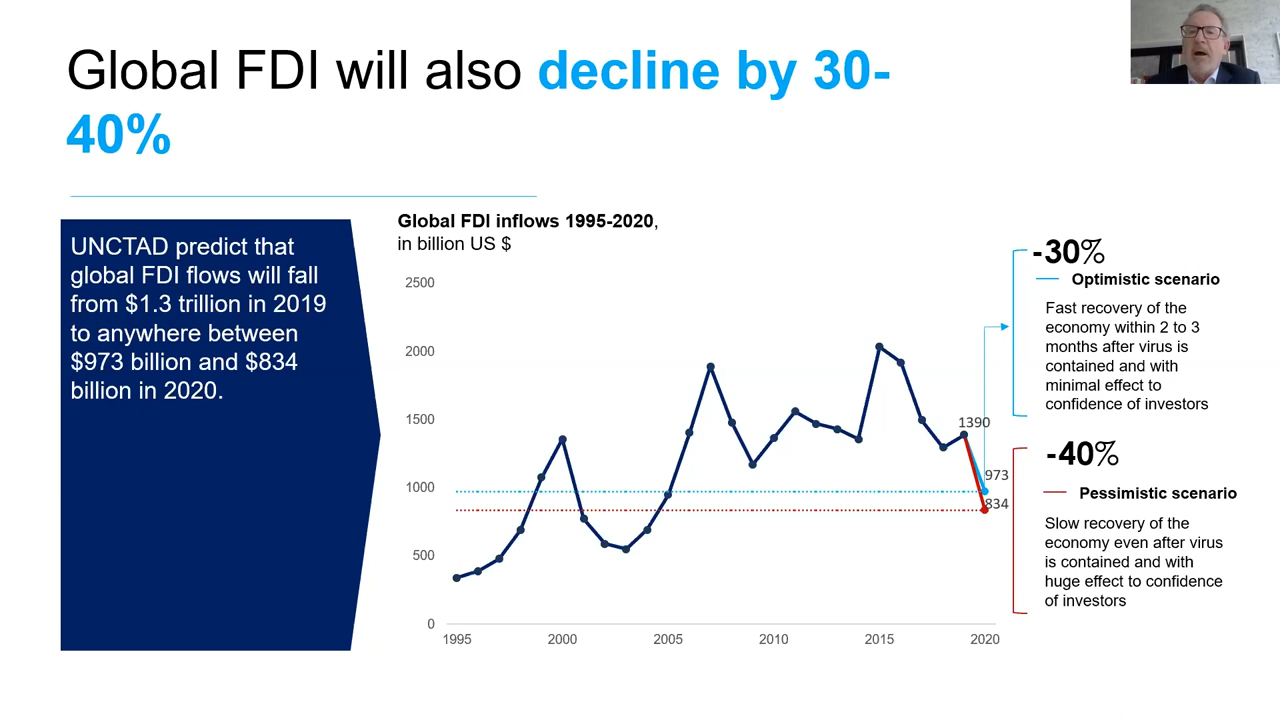 Global FDI will also decline by 30-
40%
UNCTAD predict that
global FDI flows will fall
from $1.3 trillion in 2019
to anywhere between
$973 billion and $834
billion in 2020.
Global FDI inflows 1995-2020,
in billion US $
2500
2000
1500
1000
500
0
1995
2000
2005
2010
2015
2020
1390
973
834
-30%
Optimistic scenario
Fast recovery of the
economy within 2 to 3
months after virus is
contained and with
minimal effect to
confidence of investors
-40%
Pessimistic scenario
Slow recovery of the
economy even after virus
is contained and with
huge effect to confidence
of investors